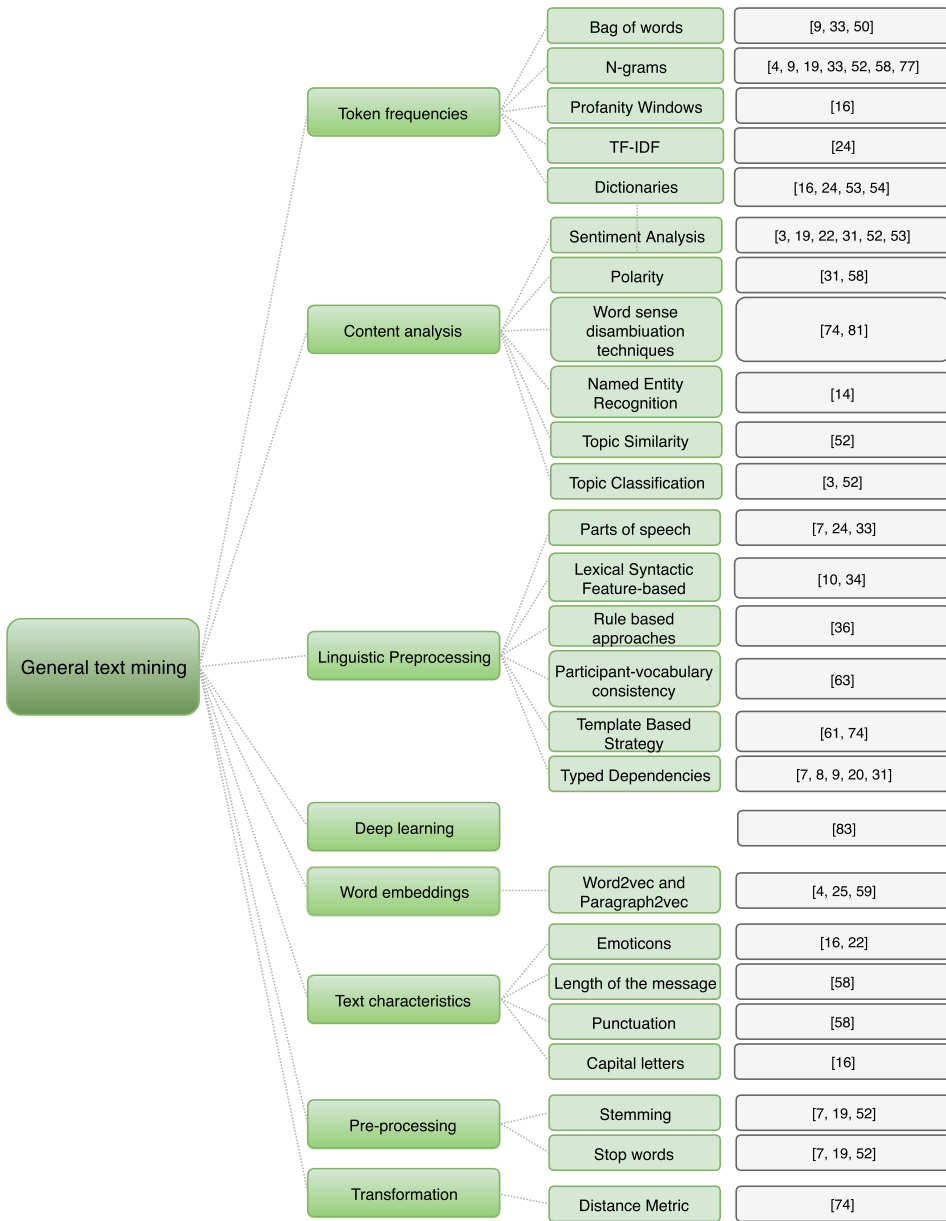 General text mining
Token frequencies
Bag of words
[9, 33, 50]
N-grams
[4, 9, 19, 33, 52, 58, 77]
Profanity Windows
[16]
TF-IDF
[24]
Dictionaries
[16, 24, 53, 54]
Content analysis
Sentiment Analysis
[3, 19, 22, 31, 52, 53]
Polarity
[31, 58]
Word sense
disambiuation
techniques
[74, 81]
Named Entity
Recognition
[14]
Topic Similarity
[52]
Topic Classification
[3, 52]
Linguistic Preprocessing
Parts of speech
[7, 24, 33]
Lexical Syntactic
Feature-based
[10, 34]
Rule based
approaches
[36]
Participant-vocabulary
consistency
[63]
Template Based
Strategy
[61, 74]
Typed Dependencies
[7, 8, 9, 20, 31]
Deep learning
[83]
Word embeddings
Word2vec and
Paragraph2vec
[4, 25, 59]
Text characteristics
Emoticons
[16, 22]
Length of the message
[58]
Punctuation
[58]
Capital letters
[16]
Pre-processing
Stemming
[7, 19, 52]
Stop words
[7, 19, 52]
Transformation
Distance Metric
[74]